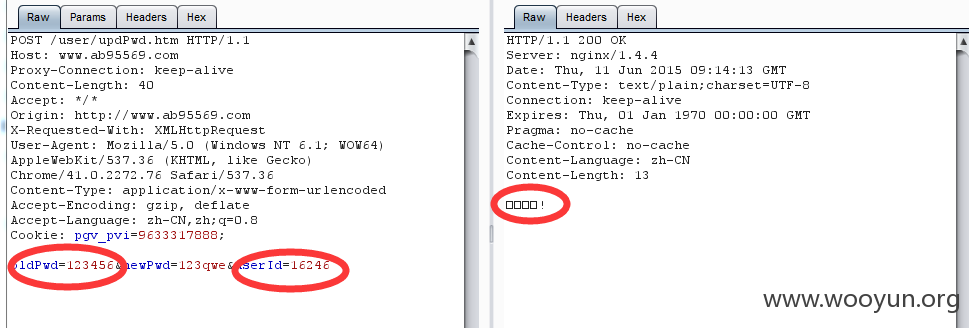 Raw Params Headers Hex
POST /user/updPwd.htm HTTP/1.1
Host: www.ab95569.com
Proxy-Connection: keep-alive
Content-Length: 40
Accept: */*
Origin: http://www.ab95569.com
X-Requested-With: XMLHttpRequest
User-Agent: Mozilla/5.0 (Windows NT 6.1; WOW64)
AppleWebKit/537.36 (KHTML, like Gecko)
Chrome/41.0.2272.76 Safari/537.36
Content-Type: application/x-www-form-urlencoded
Accept-Encoding: gzip, deflate
Accept-Language: zh-CN,zh;q=0.8
Cookie: pgv_pvi=9633317888;
oldPwd=123456&newPwd=123qwe&userId=16246
Raw Headers Hex
HTTP/1.1 200 OK
Server: nginx/1.4.4
Date: Thu, 11 Jun 2015 09:14:13 GMT
Content-Type: text/plain;charset=UTF-8
Connection: keep-alive
Expires: Thu, 01 Jan 1970 00:00:00 GMT
Pragma: no-cache
Cache-Control: no-cache
Content-Language: zh-CN
Content-Length: 13
□□□□!
www.wooyun.org